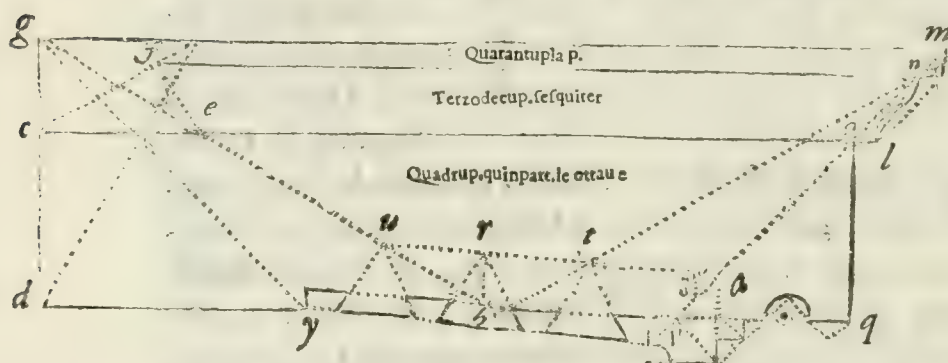 g m
Quarantupla p.
n
Terzodecup. sesquiter
e
c l
Quadrup. quinpart. le ottaue
u r t
a
d y q